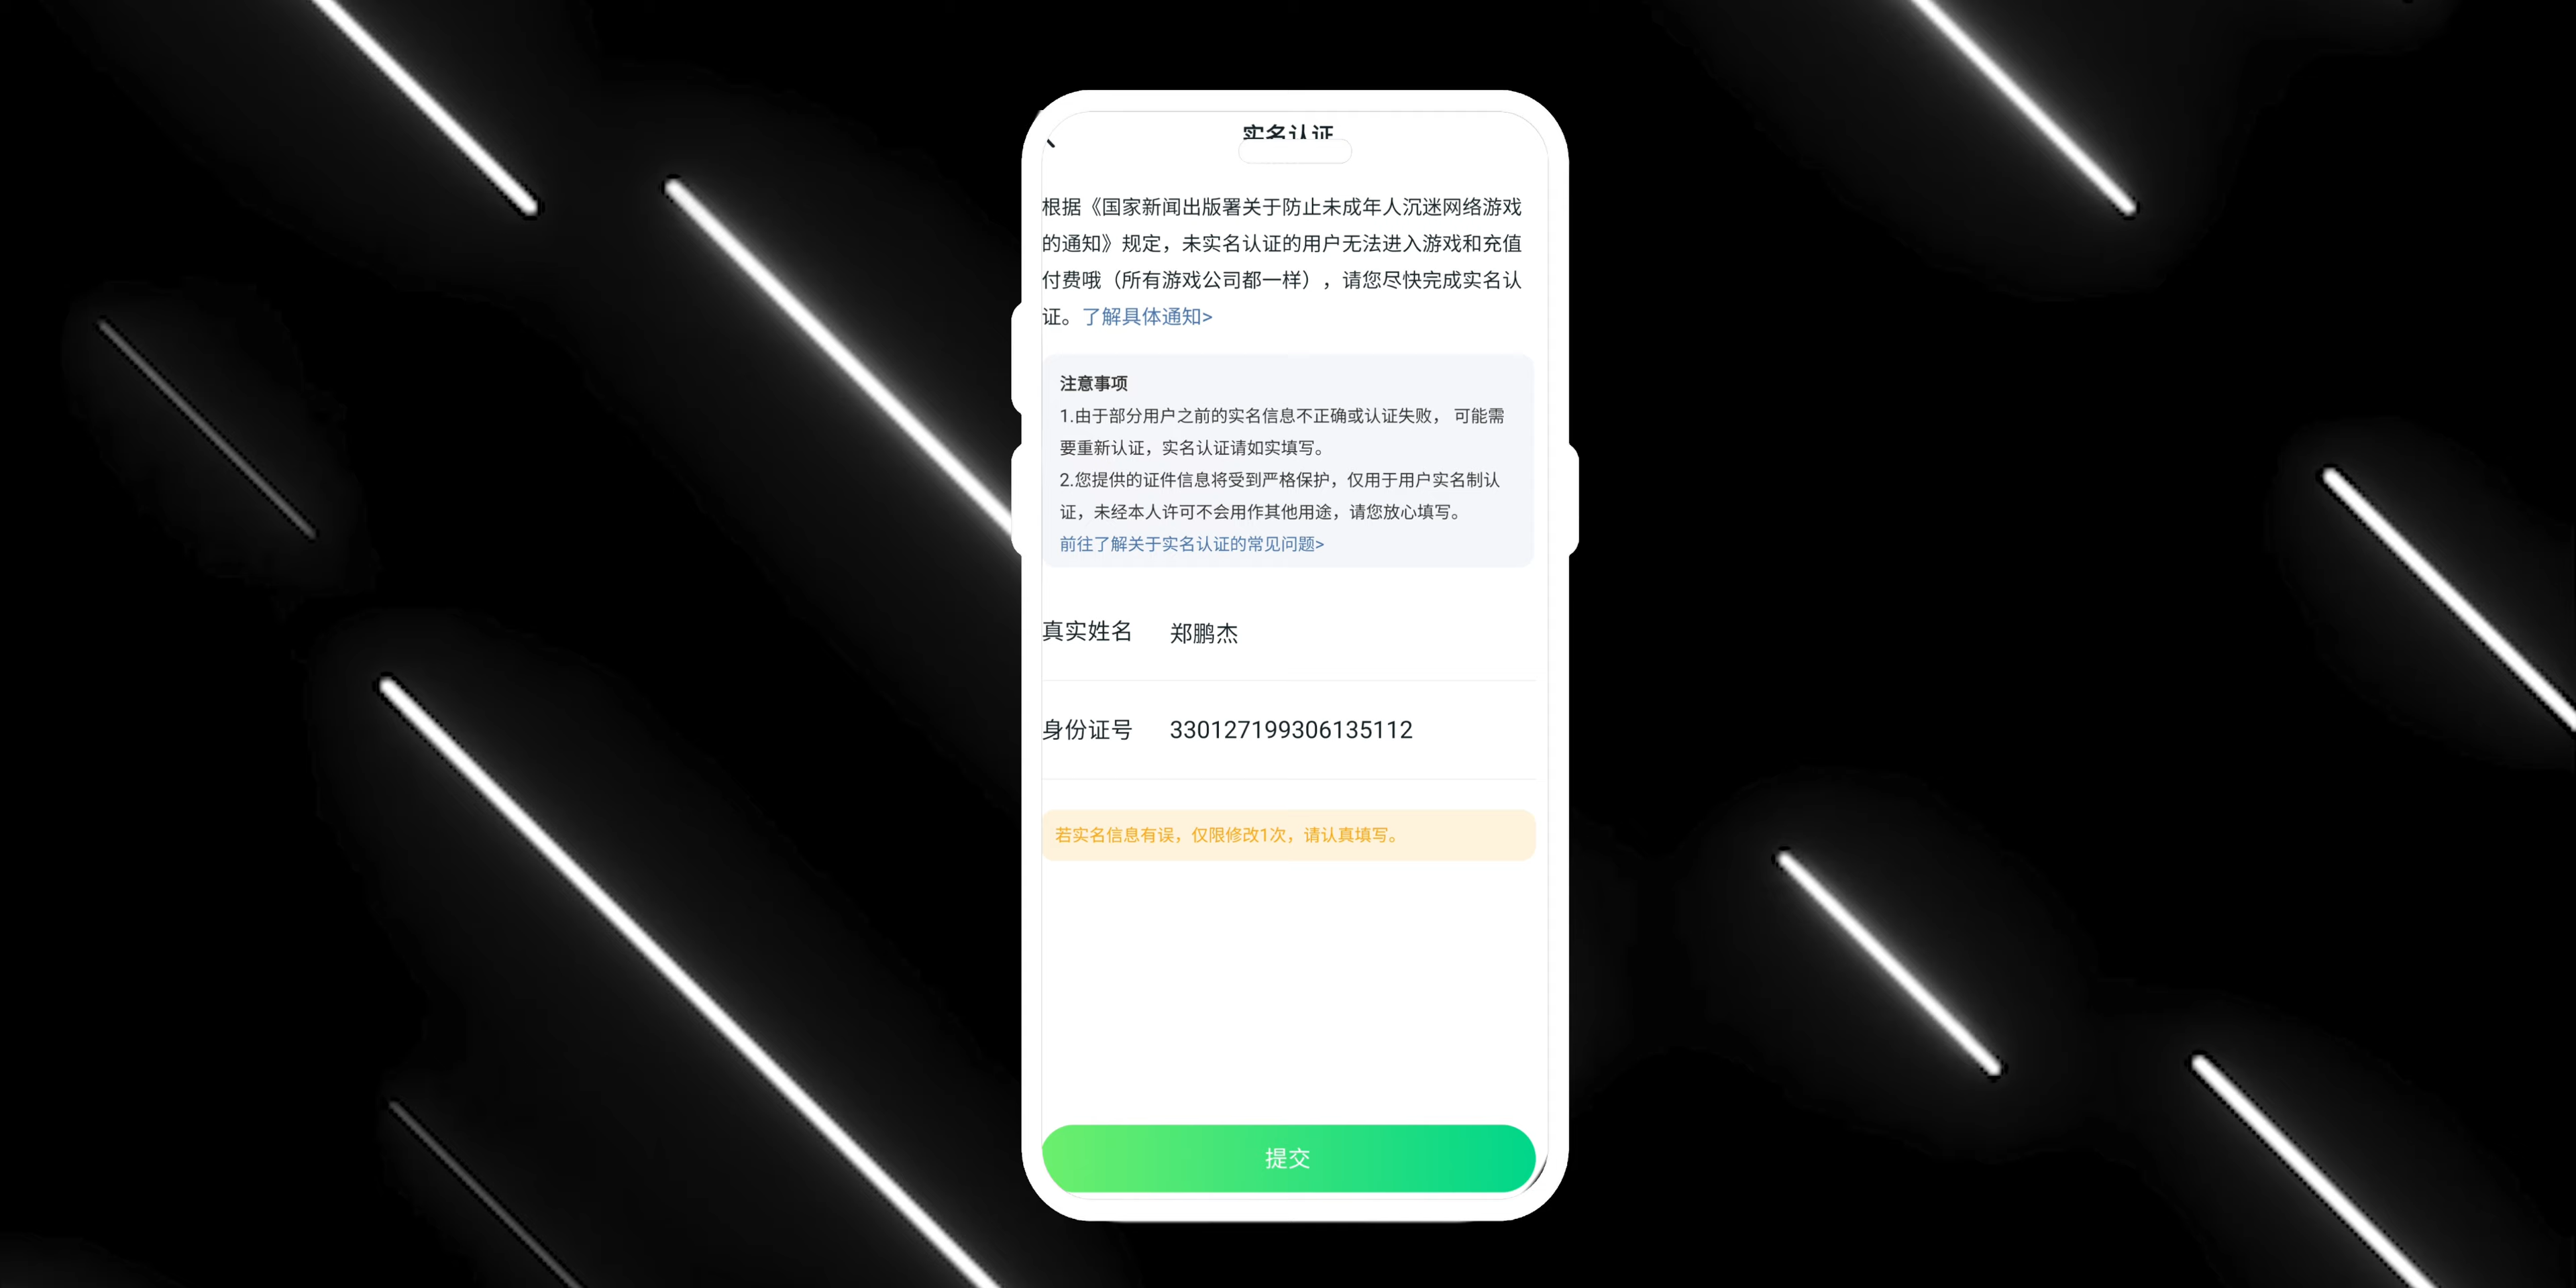 实名认证
根据《国家新闻出版署关于防止未成年人沉迷网络游戏
的通知》规定，未实名认证的用户无法进入游戏和充值
付费哦（所有游戏公司都一样），请您尽快完成实名认
证。了解具体通知>
注意事项
1.由于部分用户之前的实名信息不正确或认证失败， 可能需
要重新认证，实名认证请如实填写。
2.您提供的证件信息将受到严格保护，仅用于用户实名制认
证，未经本人许可不会用作其他用途，请您放心填写。
前往了解关于实名认证的常见问题>
真实姓名 郑鹏杰
身份证号 330127199306135112
若实名信息有误，仅限修改1次，请认真填写。
提交